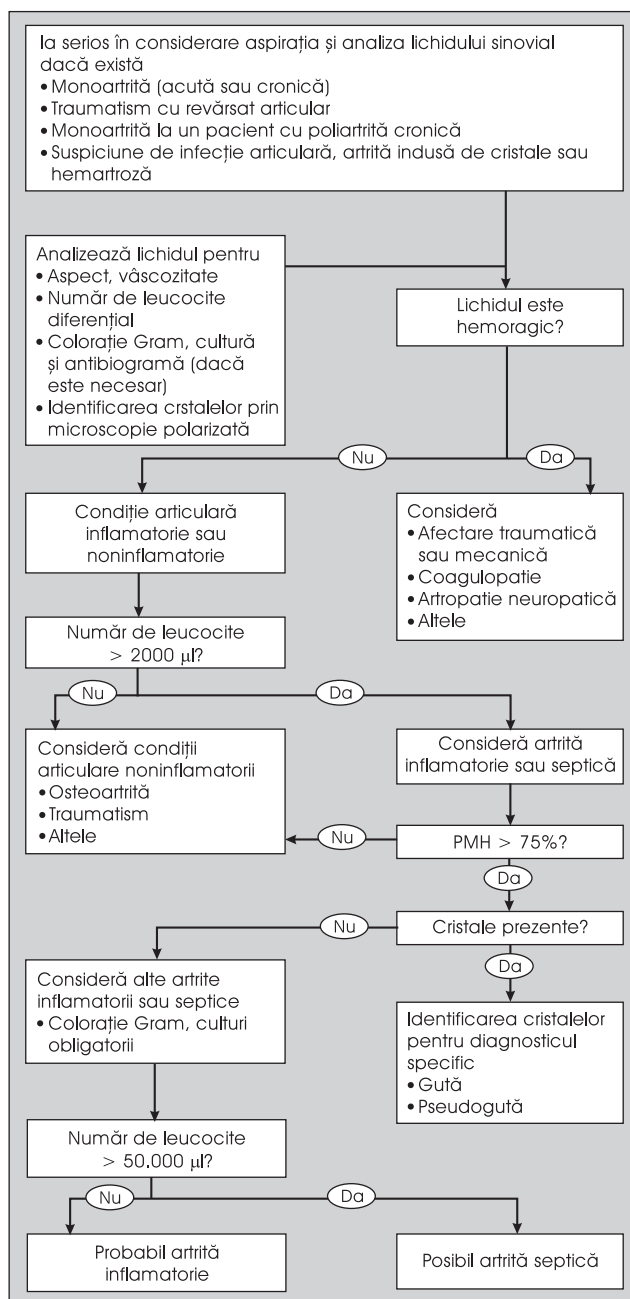 Ia serios în considerare aspirația și analiza lichidului sinovial
dacă există
• Monoartrită (acută sau cronică)
• Traumatism cu revărsat articular
• Monoartrită la un pacient cu poliartrită cronică
• Suspiciune de infecție articulară, artrită indusă de cristale sau
hemartroză
Analizează lichidul pentru
• Aspect, vâscozitate
• Număr de leucocite
diferențial
• Colorație Gram, cultură
și antibiogramă (dacă
este necesar)
• Identificarea crstalelor prin
microscopie polarizată
Lichidul este
hemoragic?
Nu
Da
Condiție articulară
inflamatorie sau
noninflamatorie
Consideră
• Afectare traumatică
sau mecanică
• Coagulopatie
• Artropatie neuropatică
• Altele
Număr de leucocite
> 2000 µl?
Nu
Da
Consideră condiții
articulare noninflamatorii
• Osteoartrită
• Traumatism
• Altele
Consideră artrită
inflamatorie sau septică
Nu
PMH > 75%?
Da
Nu
Cristale prezente?
Da
Consideră alte artrite
inflamatorii sau septice
• Colorație Gram, culturi
obligatorii
Identificarea cristalelor
pentru diagnosticul
specific
• Gută
• Pseudogută
Număr de leucocite
> 50.000 µl?
Nu
Da
Probabil artrită
inflamatorie
Posibil artrită septică